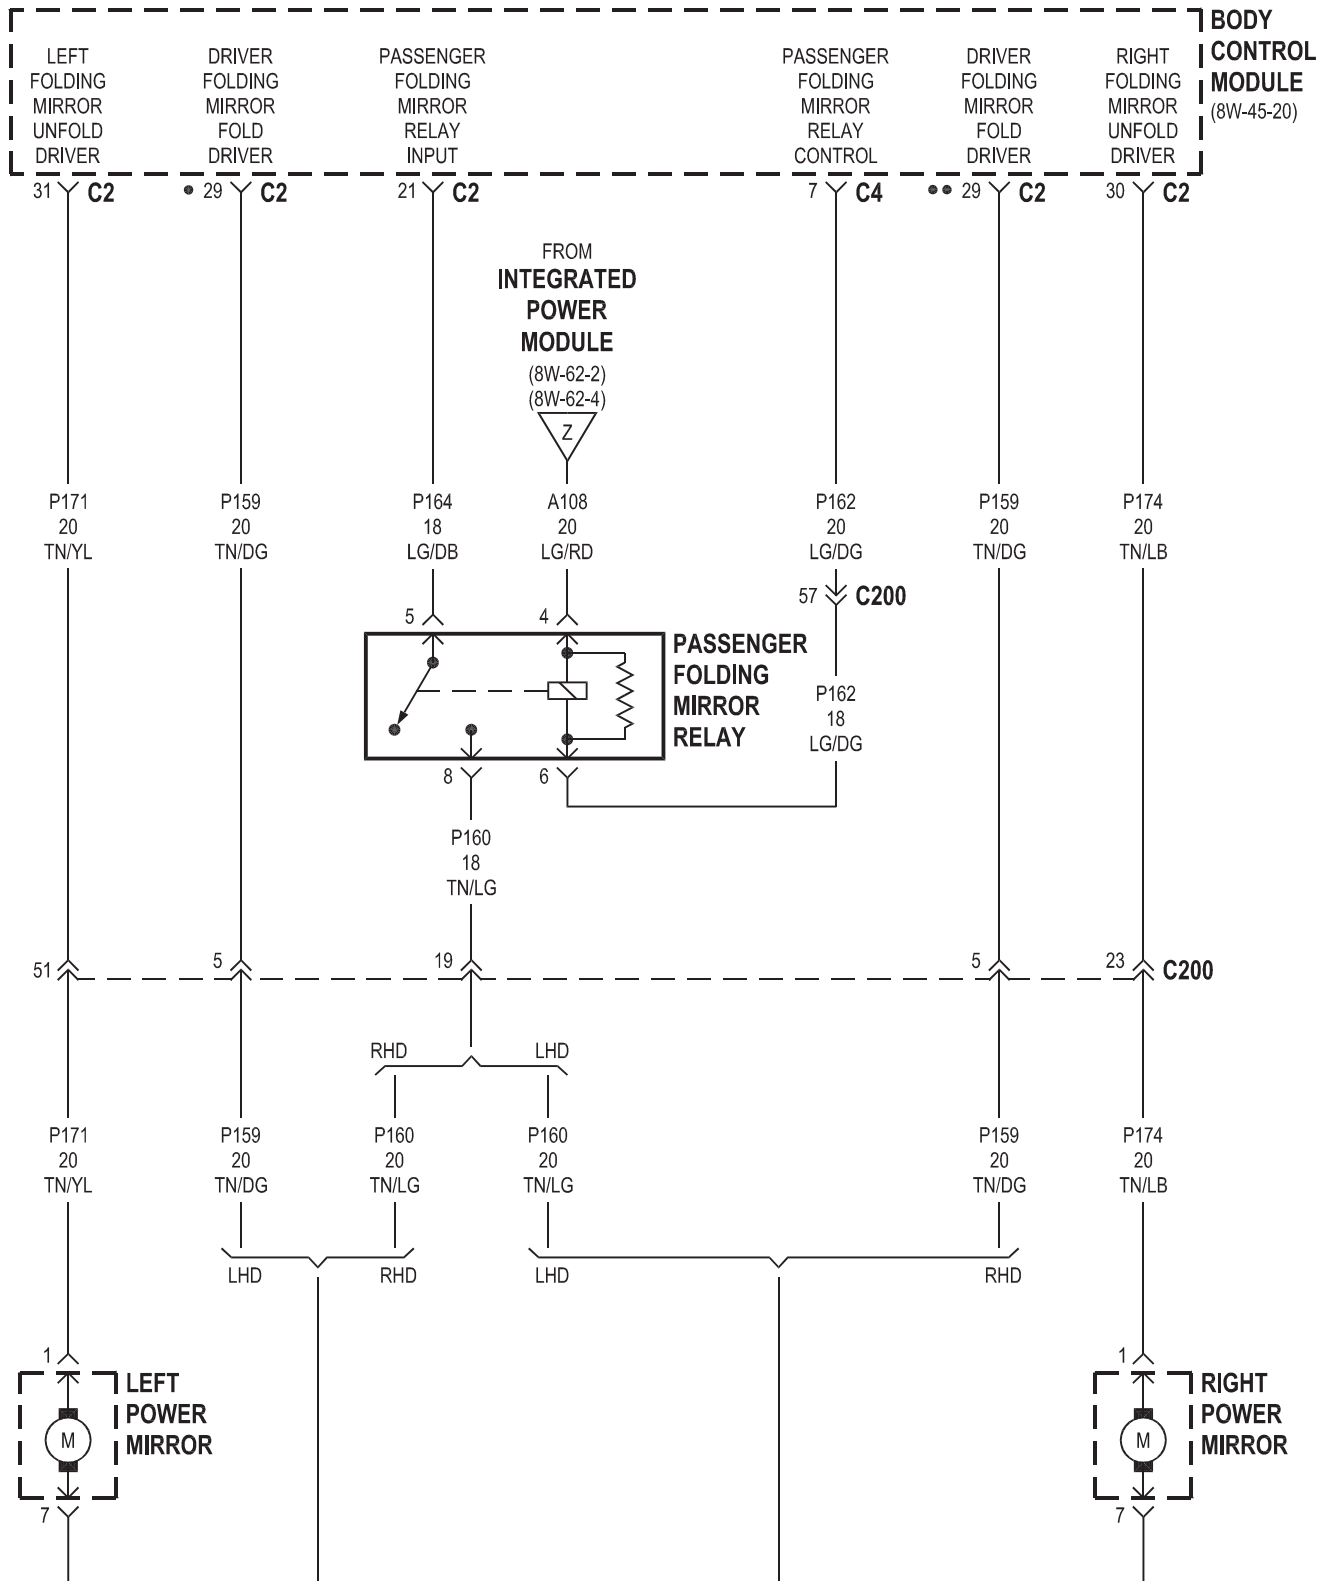 BODY
CONTROL
MODULE
(8W-45-20)
LEFT
FOLDING
MIRROR
UNFOLD
DRIVER
DRIVER
FOLDING
MIRROR
FOLD
DRIVER
PASSENGER
FOLDING
MIRROR
RELAY
INPUT
PASSENGER
FOLDING
MIRROR
RELAY
CONTROL
DRIVER
FOLDING
MIRROR
FOLD
DRIVER
RIGHT
FOLDING
MIRROR
UNFOLD
DRIVER
31 C2
• 29 C2
21 C2
7 C4
•• 29 C2
30 C2
FROM
INTEGRATED
POWER
MODULE
(8W-62-2)
(8W-62-4)
Z
P171
20
TN/YL
P159
20
TN/DG
P164
18
LG/DB
A108
20
LG/RD
P162
20
LG/DG
P159
20
TN/DG
P174
20
TN/LB
57 C200
5
4
PASSENGER
FOLDING
MIRROR
RELAY
P162
18
LG/DG
8
6
P160
18
TN/LG
51
5
19
5
23
C200
RHD
LHD
P171
20
TN/YL
P159
20
TN/DG
P160
20
TN/LG
P160
20
TN/LG
P159
20
TN/DG
P174
20
TN/LB
LHD
RHD
LHD
RHD
1
LEFT
POWER
MIRROR
M
7
1
RIGHT
POWER
MIRROR
M
7